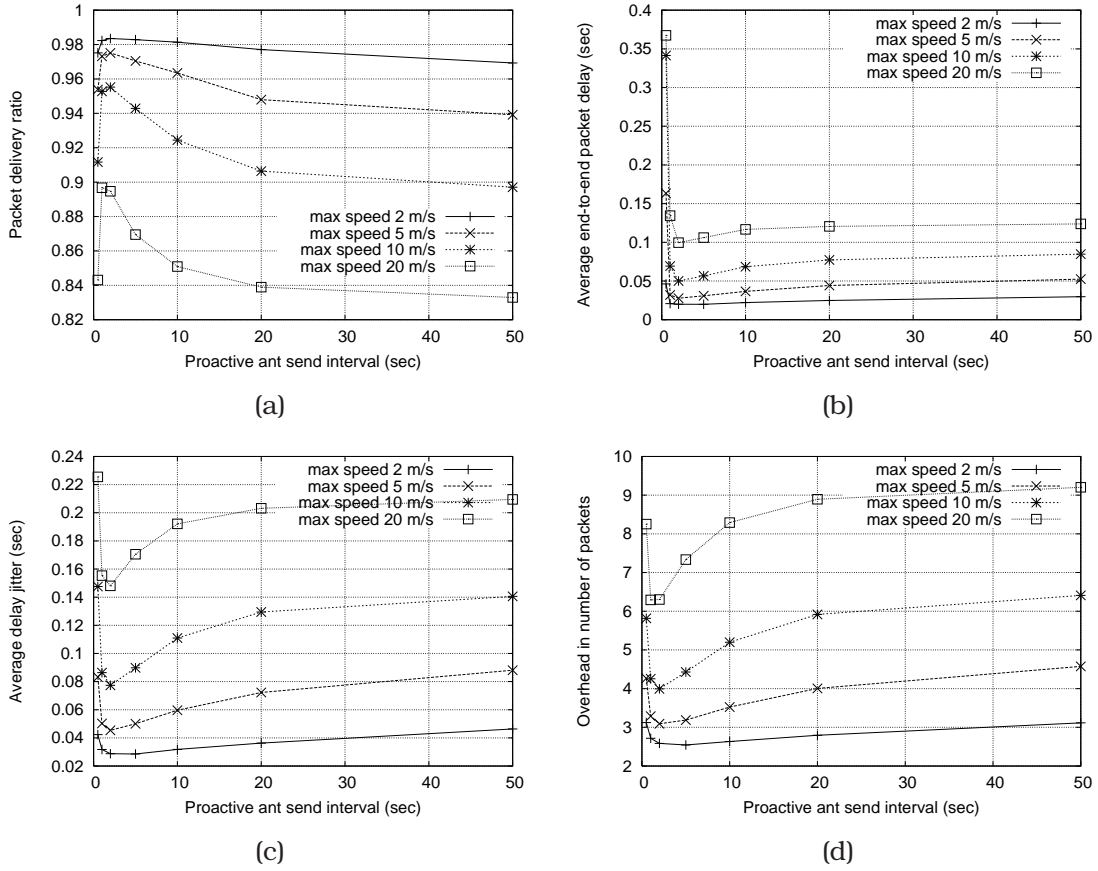 1
0.98
0.96
0.94
0.92
0.9
0.88
0.86
0.84
0.82
0 10 20 30 40 50
Packet delivery ratio
Proactive ant send interval (sec)
max speed 2 m/s
max speed 5 m/s
max speed 10 m/s
max speed 20 m/s
(a)
0.4
0.35
0.3
0.25
0.2
0.15
0.1
0.05
0
0 10 20 30 40 50
Average end-to-end packet delay (sec)
Proactive ant send interval (sec)
max speed 2 m/s
max speed 5 m/s
max speed 10 m/s
max speed 20 m/s
(b)
0.24
0.22
0.2
0.18
0.16
0.14
0.12
0.1
0.08
0.06
0.04
0.02
0 10 20 30 40 50
Average delay jitter (sec)
Proactive ant send interval (sec)
max speed 2 m/s
max speed 5 m/s
max speed 10 m/s
max speed 20 m/s
(c)
10
9
8
7
6
5
4
3
2
0 10 20 30 40 50
Overhead in number of packets
Proactive ant send interval (sec)
max speed 2 m/s
max speed 5 m/s
max speed 10 m/s
max speed 20 m/s
(d)